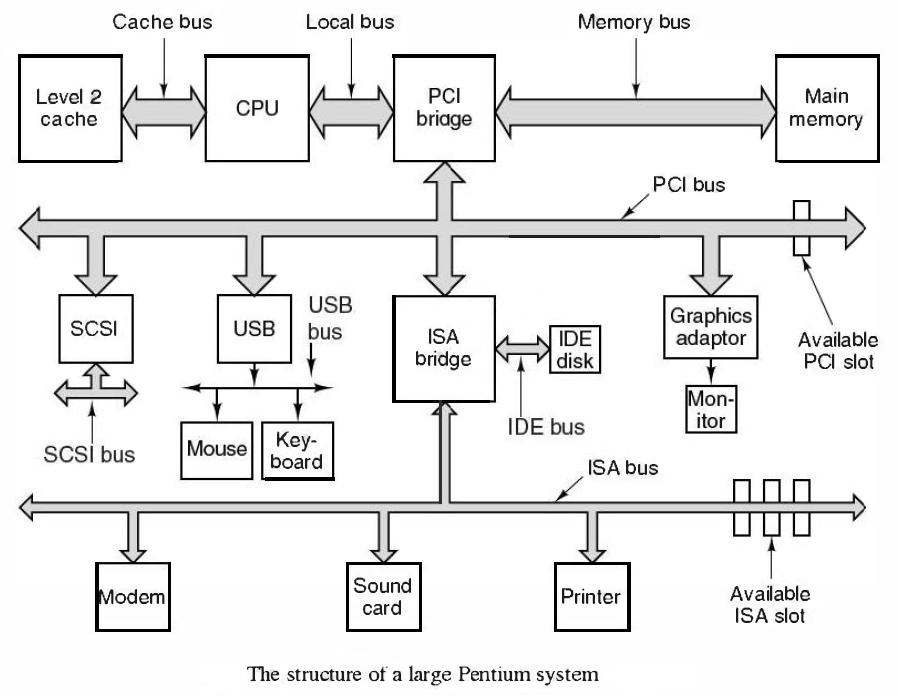 Cache bus
Local bus
Memory bus
Level 2
cache
CPU
PCI
bridge
Main
memory
PCI bus
SCSI
USB
USB
bus
ISA
bridge
IDE
disk
Graphics
adaptor
Available
PCI slot
Mon-
itor
IDE bus
SCSI bus
Mouse
Key-
board
ISA bus
Modem
Sound
card
Printer
Available
ISA slot
The structure of a large Pentium system